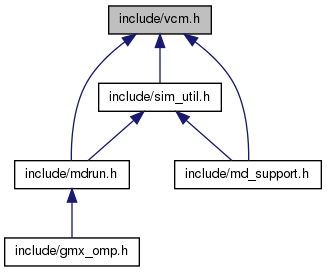 include/vcm.h
include/sim_util.h
include/mdrun.h
include/md_support.h
include/gmx_omp.h